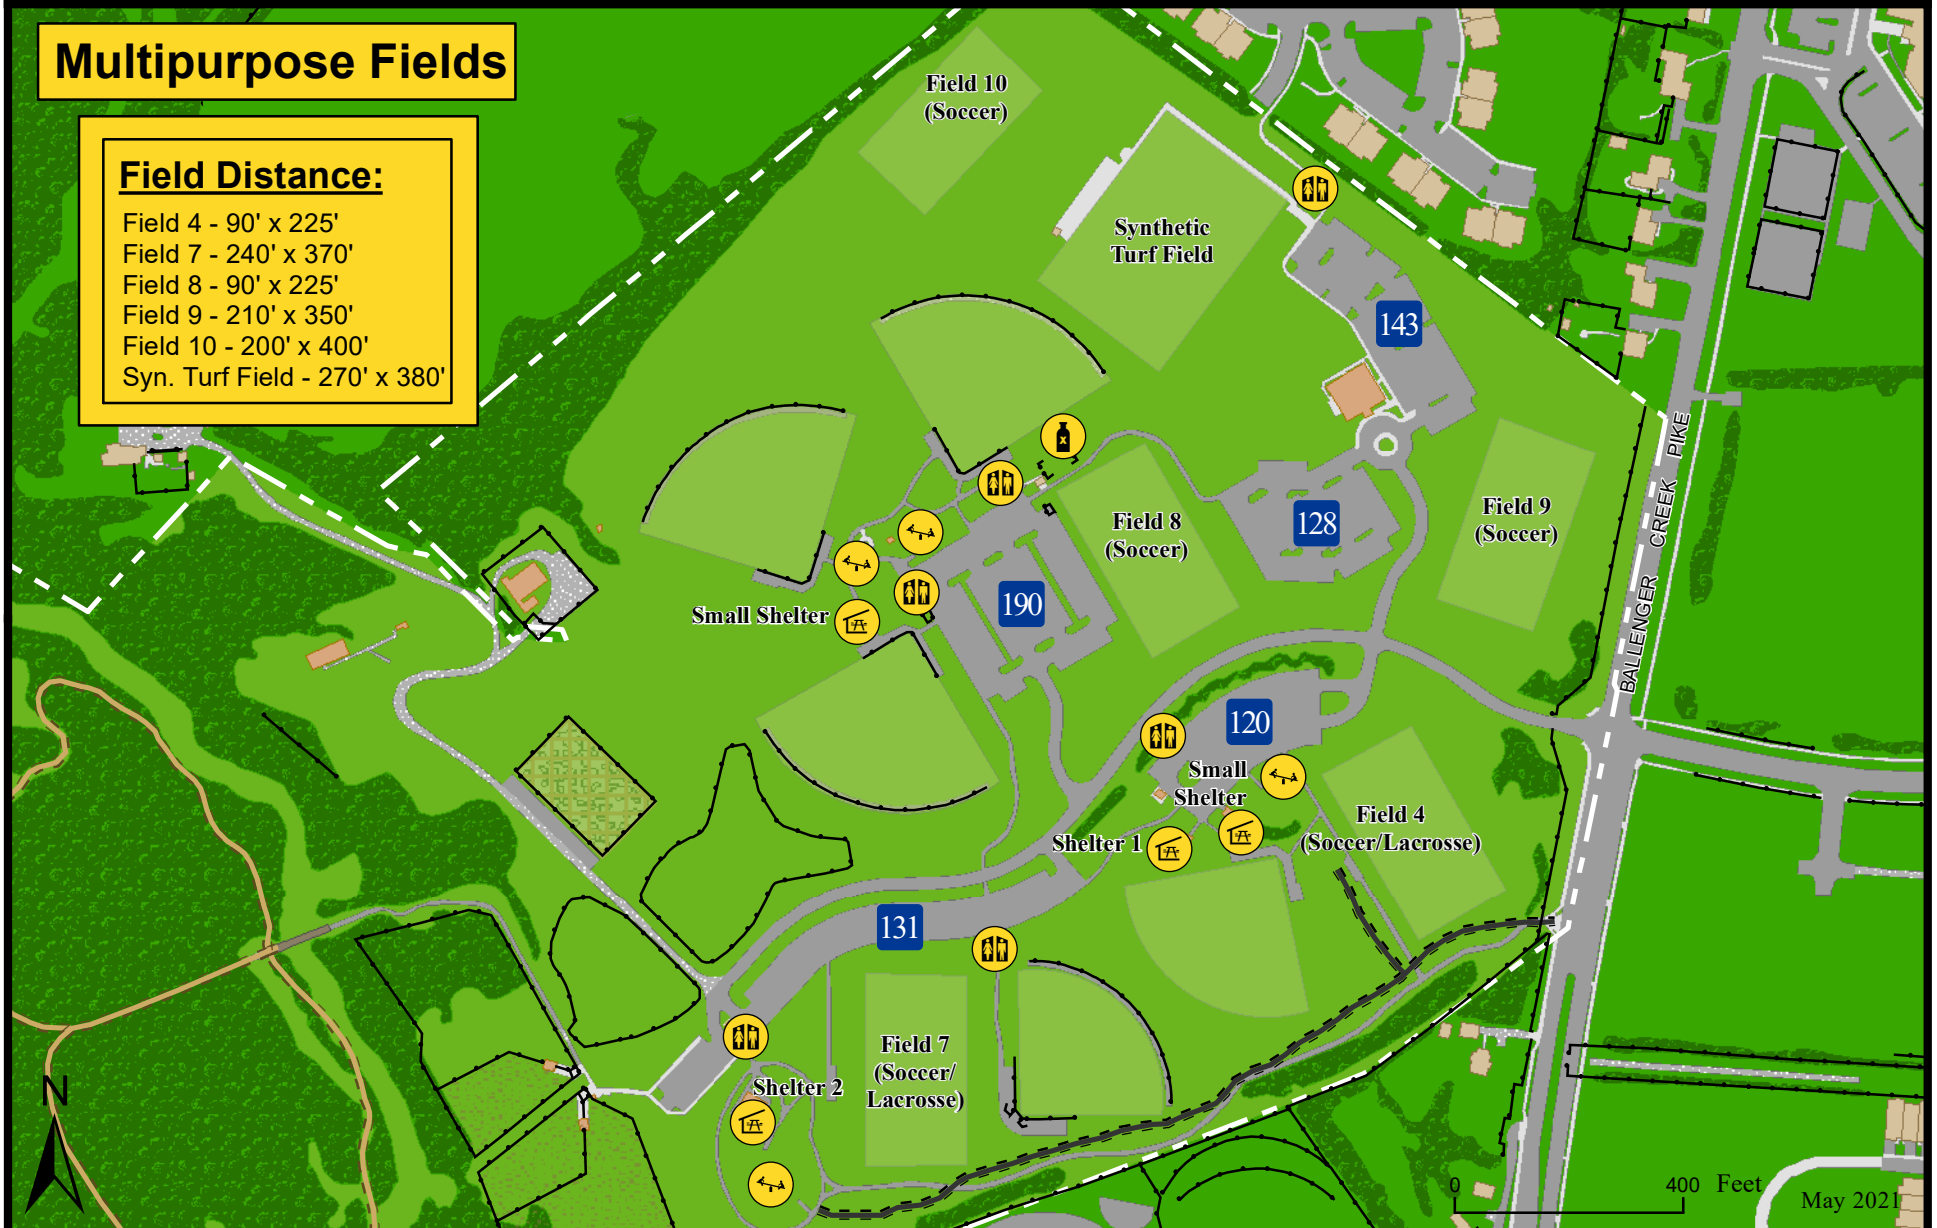 Multipurpose Fields
Field Distance:
Field 4 - 90' x 225'
Field 7 - 240' x 370'
Field 8 - 90' x 225'
Field 9 - 210' x 350'
Field 10 - 200' x 400'
Syn. Turf Field - 270' x 380'
Field 10
(Soccer)
Synthetic
Turf Field
143
Field 8
(Soccer)
128
Field 9
(Soccer)
BALLENGER CREEK PIKE
190
Small Shelter
120
Small
Shelter
Shelter 1
Field 4
(Soccer/Lacrosse)
131
Field 7
(Soccer/
Lacrosse)
Shelter 2
N
0 400 Feet
May 2021